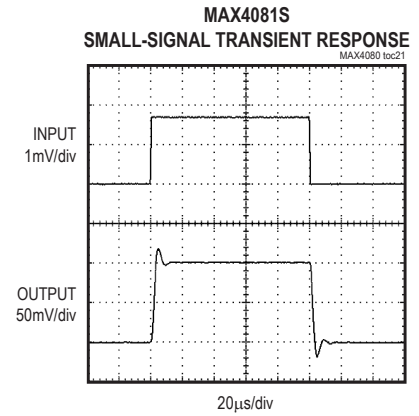 MAX4081S
SMALL-SIGNAL TRANSIENT RESPONSE
MAX4080 toc21
INPUT
1mV/div
OUTPUT
50mV/div
20μs/div